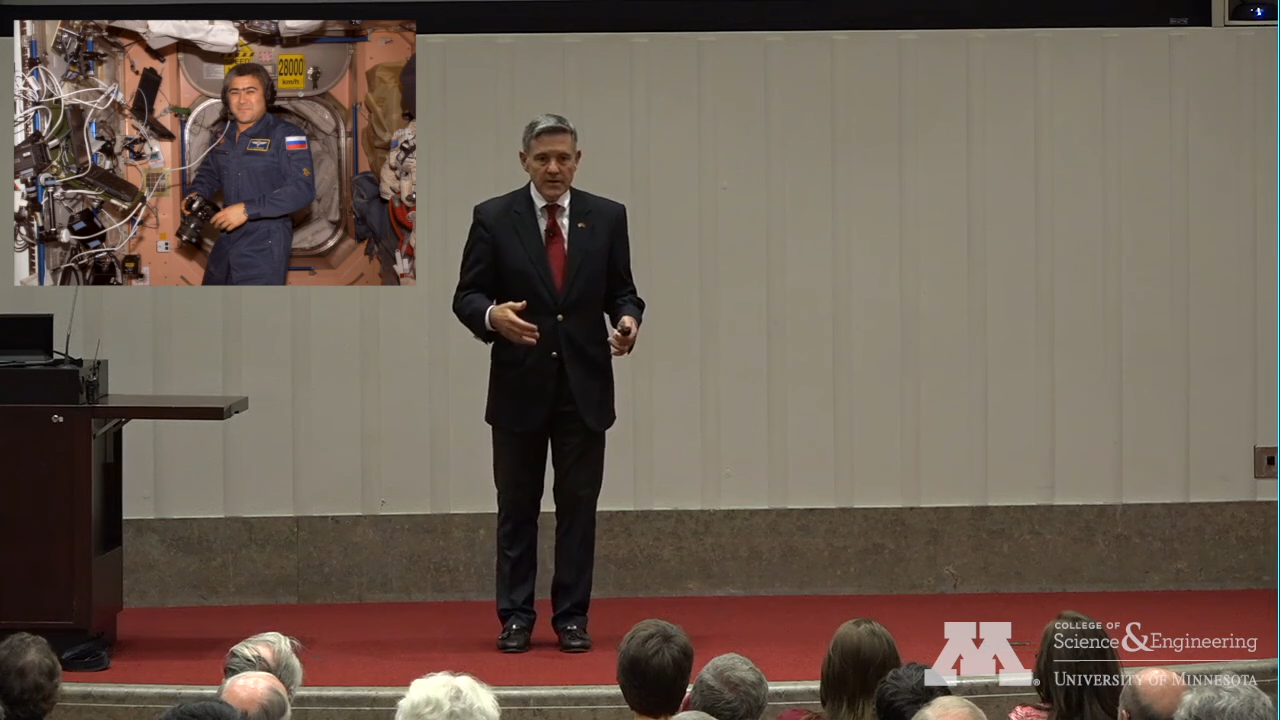 28000
km/h
COLLEGE OF
Science & Engineering
UNIVERSITY OF MINNESOTA